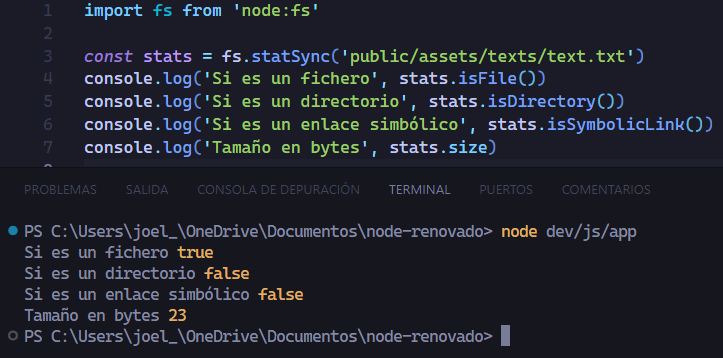 1 import fs from 'node:fs'
2
3 const stats = fs.statSync('public/assets/texts/text.txt')
4 console.log('Si es un fichero', stats.isFile())
5 console.log('Si es un directorio', stats.isDirectory())
6 console.log('Si es un enlace simbólico', stats.isSymbolicLink())
7 console.log('Tamaño en bytes', stats.size)
PROBLEMAS SALIDA CONSOLA DE DEPURACIÓN TERMINAL PUERTOS COMENTARIOS
PS C:\Users\joel_\OneDrive\Documentos\node-renovado> node dev/js/app
Si es un fichero true
Si es un directorio false
Si es un enlace simbólico false
Tamaño en bytes 23
PS C:\Users\joel_\OneDrive\Documentos\node-renovado>